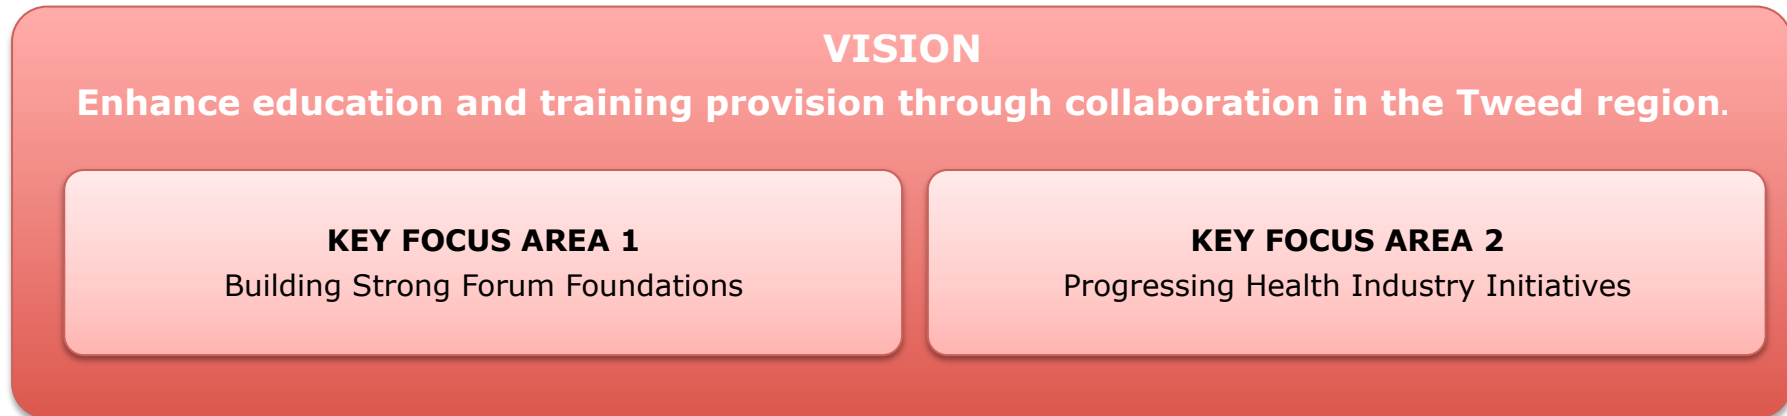 VISION
Enhance education and training provision through collaboration in the Tweed region.
KEY FOCUS AREA 1
Building Strong Forum Foundations
KEY FOCUS AREA 2
Progressing Health Industry Initiatives